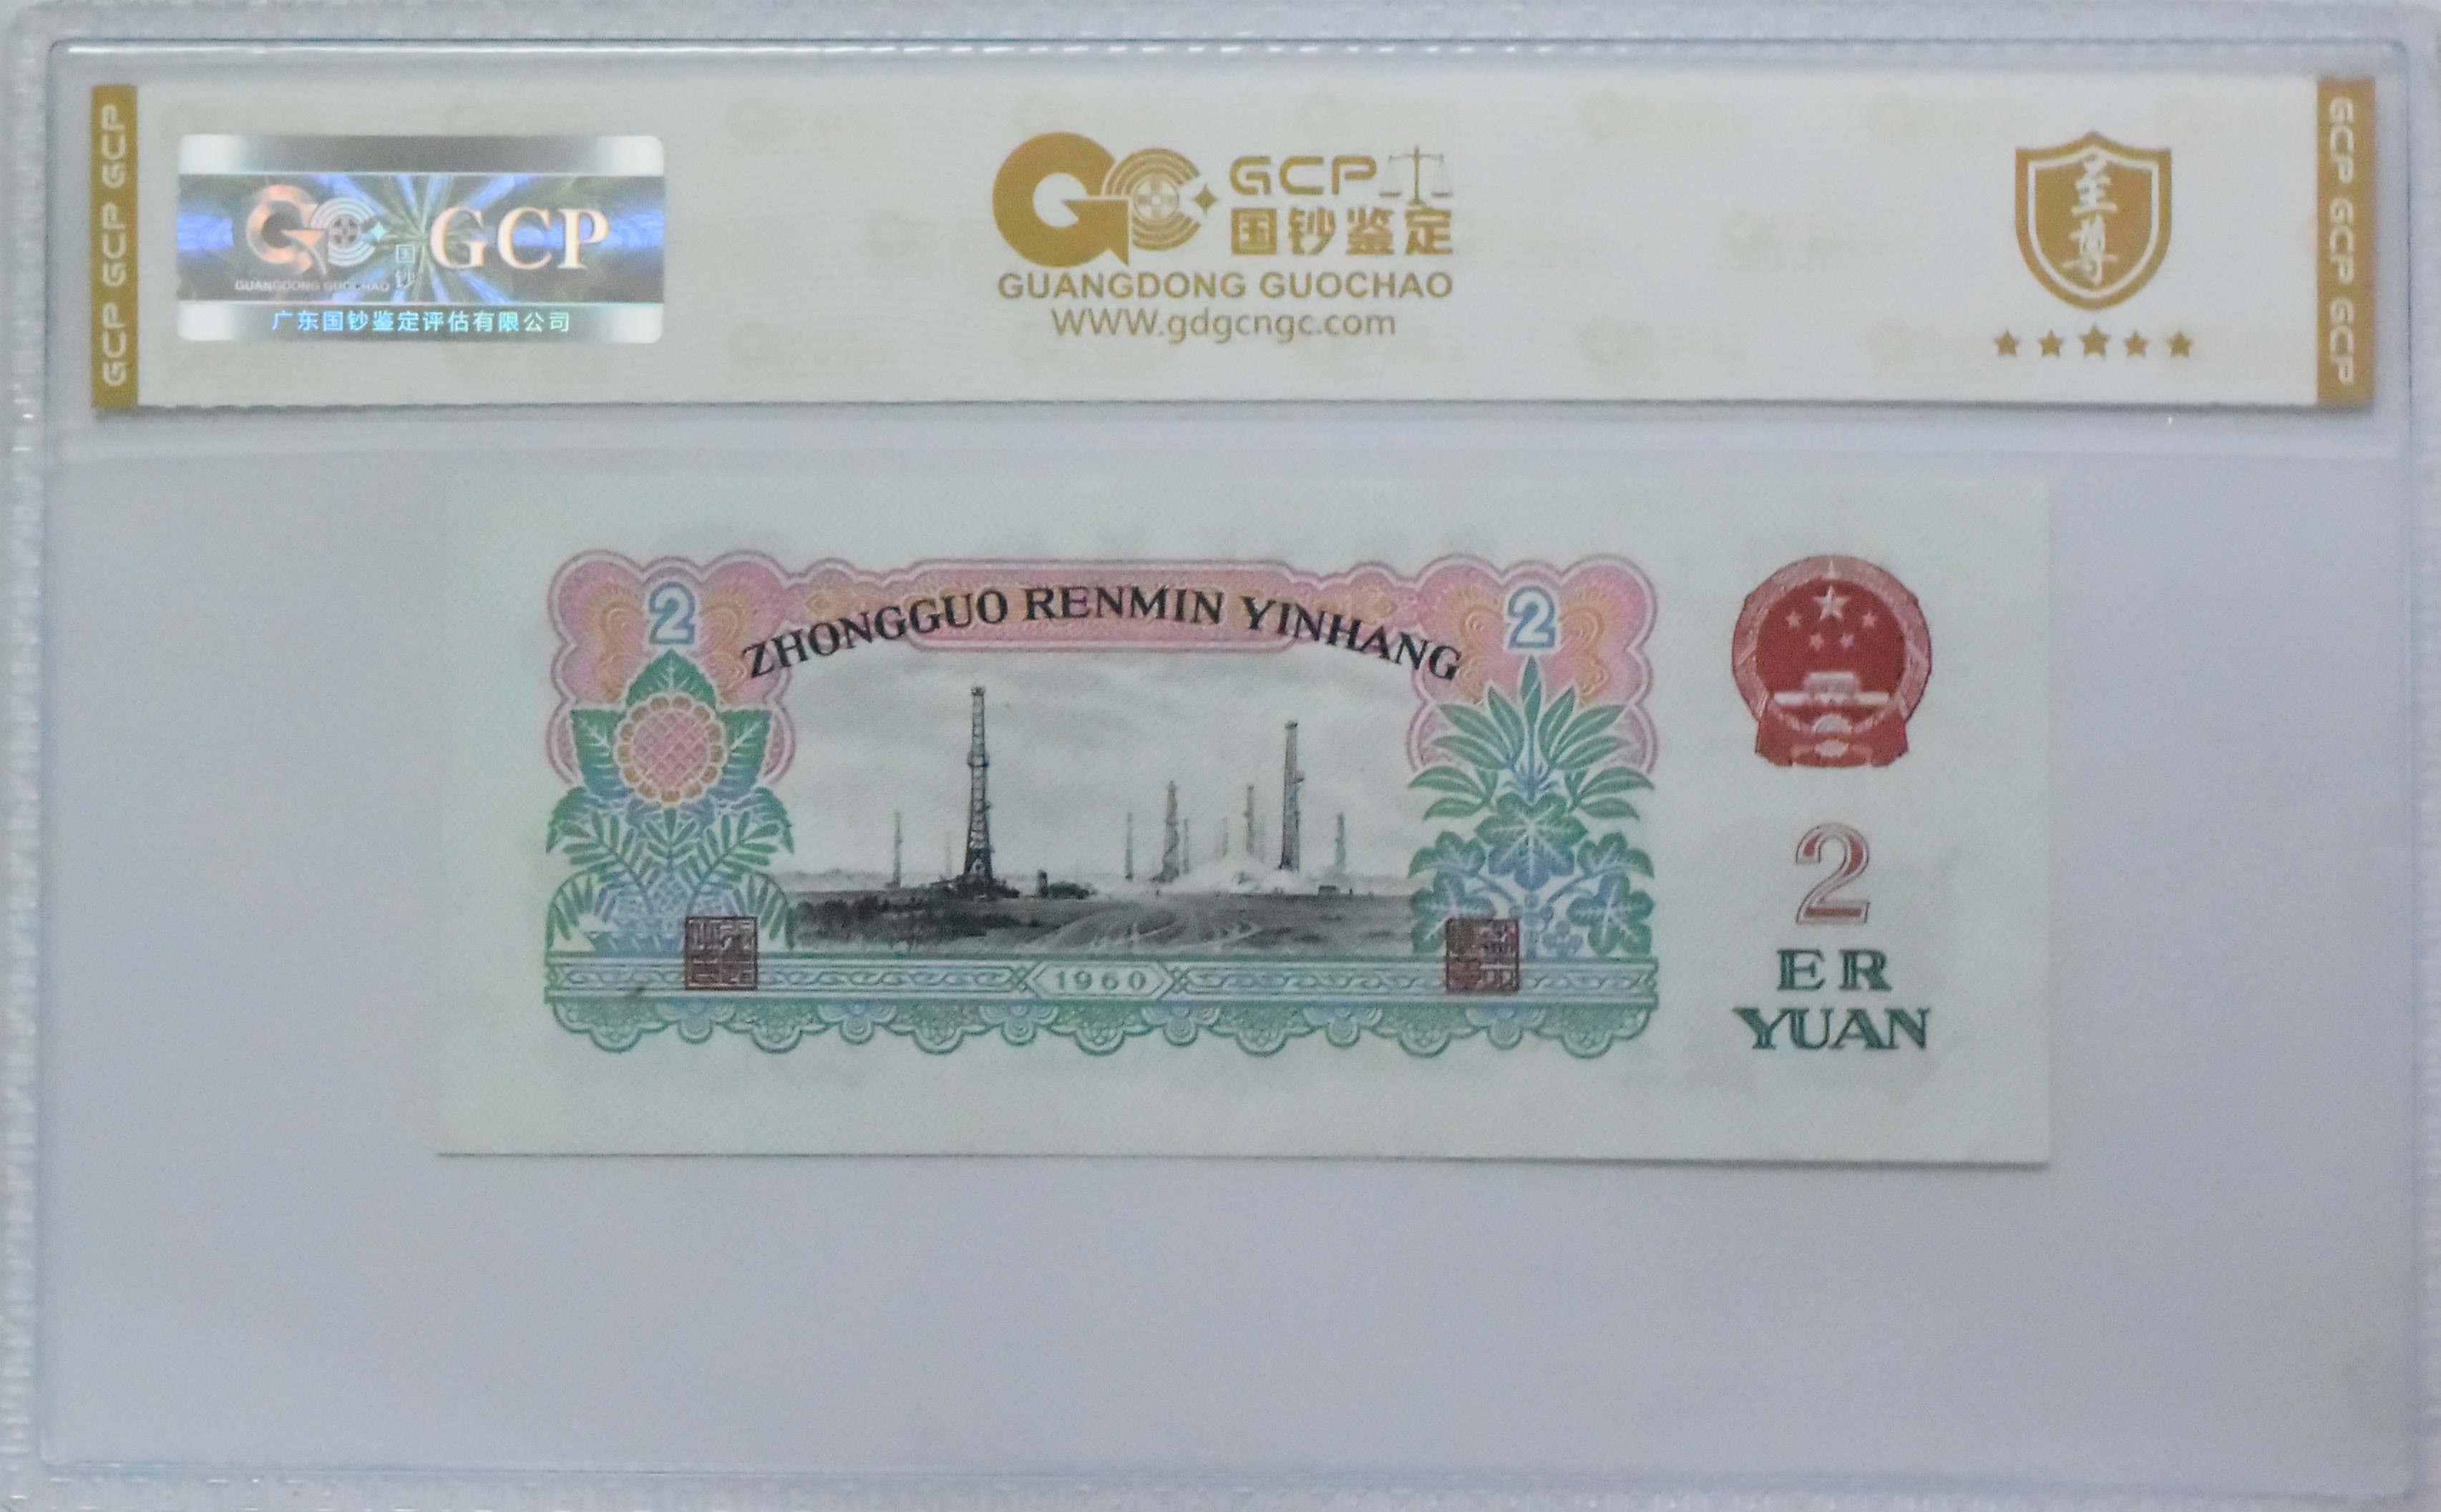 GCP GCP GCP
GCP
国
钞
GUANGDONG GUOCHAO
广东国钞鉴定评估有限公司
GCP
国钞鉴定
GUANGDONG GUOCHAO
WWW.gdgcngc.com
至尊
GCP GCP GCP
2
ZHONGGUO RENMIN YINHANG
2
1960
2
ER
YUAN